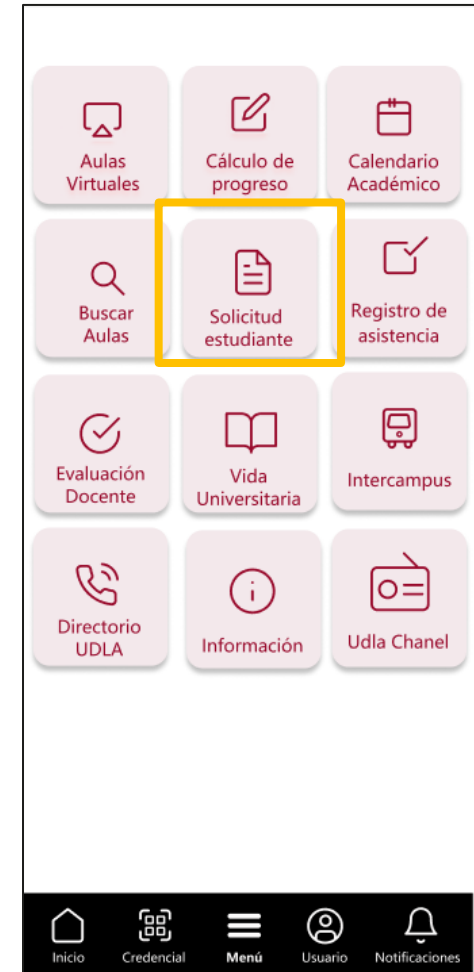 Aulas
Virtuales
Cálculo de
progreso
Calendario
Académico
Buscar
Aulas
Solicitud
estudiante
Registro de
asistencia
Evaluación
Docente
Vida
Universitaria
Intercampus
Directorio
UDLA
Información
Udla Chanel
Inicio
Credencial
Menú
Usuario
Notificaciones